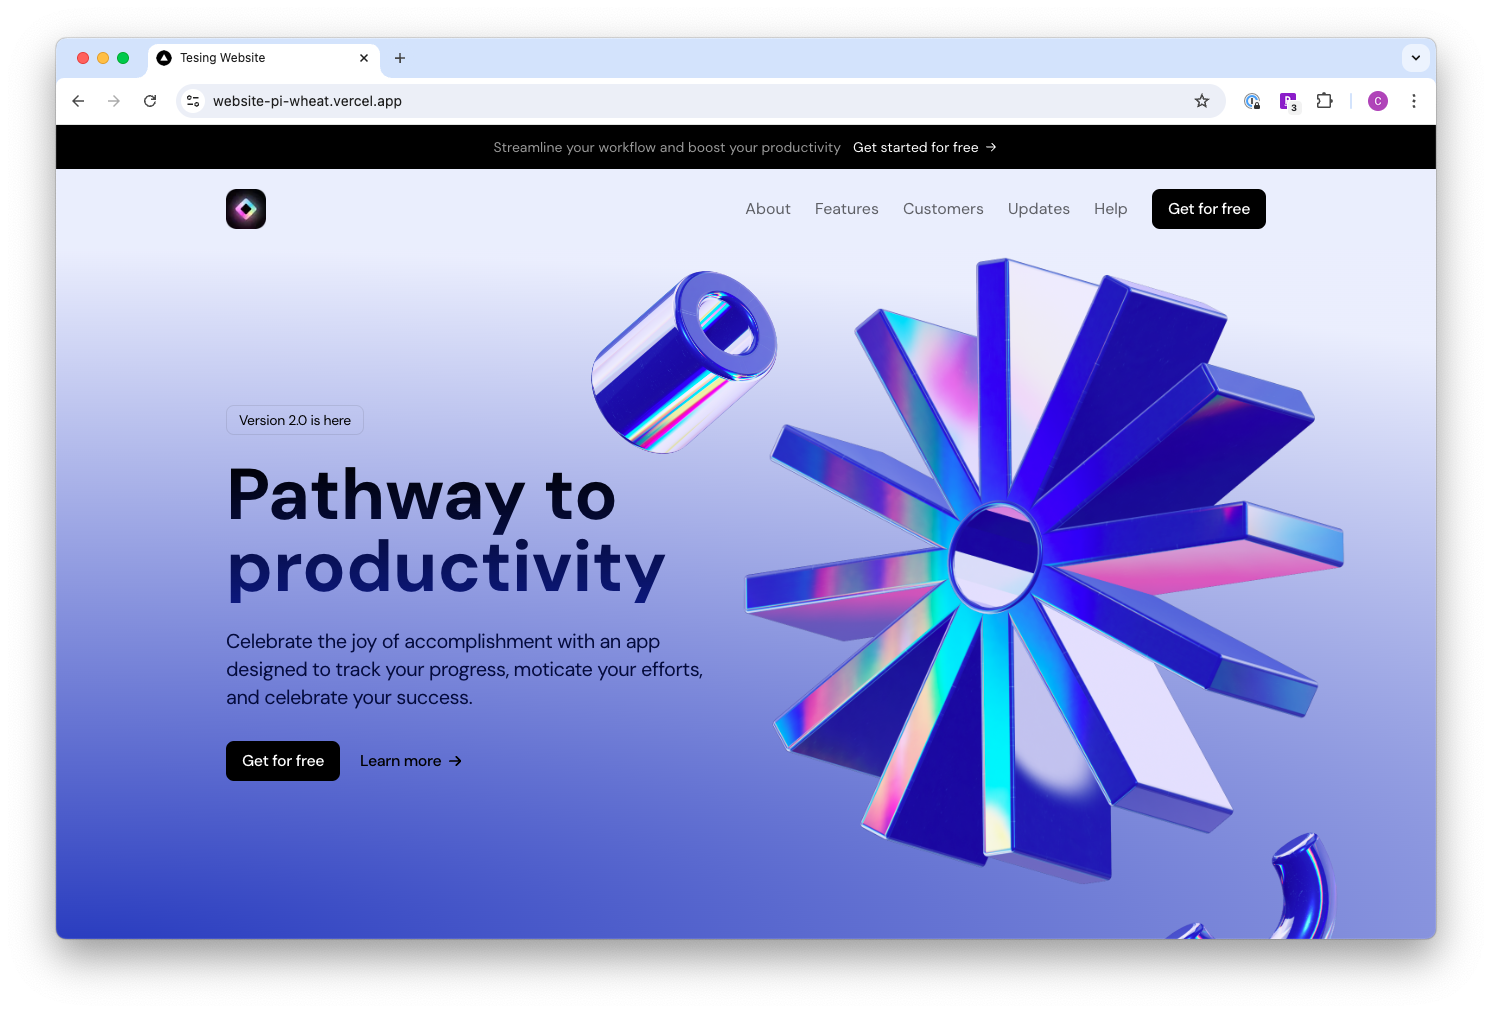 Tesing Website
website-pi-wheat.vercel.app
3
C
Streamline your workflow and boost your productivity Get started for free →
About Features Customers Updates Help Get for free
Version 2.0 is here
Pathway to
productivity
Celebrate the joy of accomplishment with an app
designed to track your progress, moticate your efforts,
and celebrate your success.
Get for free Learn more →